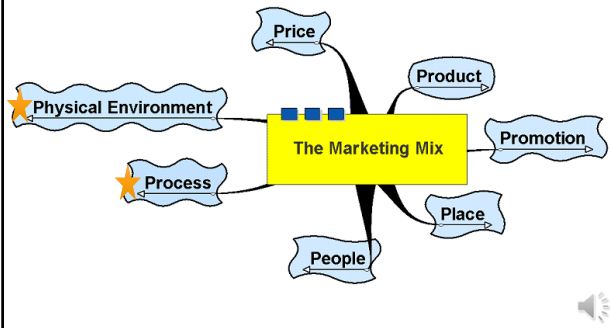 Price
Product
Physical Environment
The Marketing Mix
Promotion
Process
Place
People